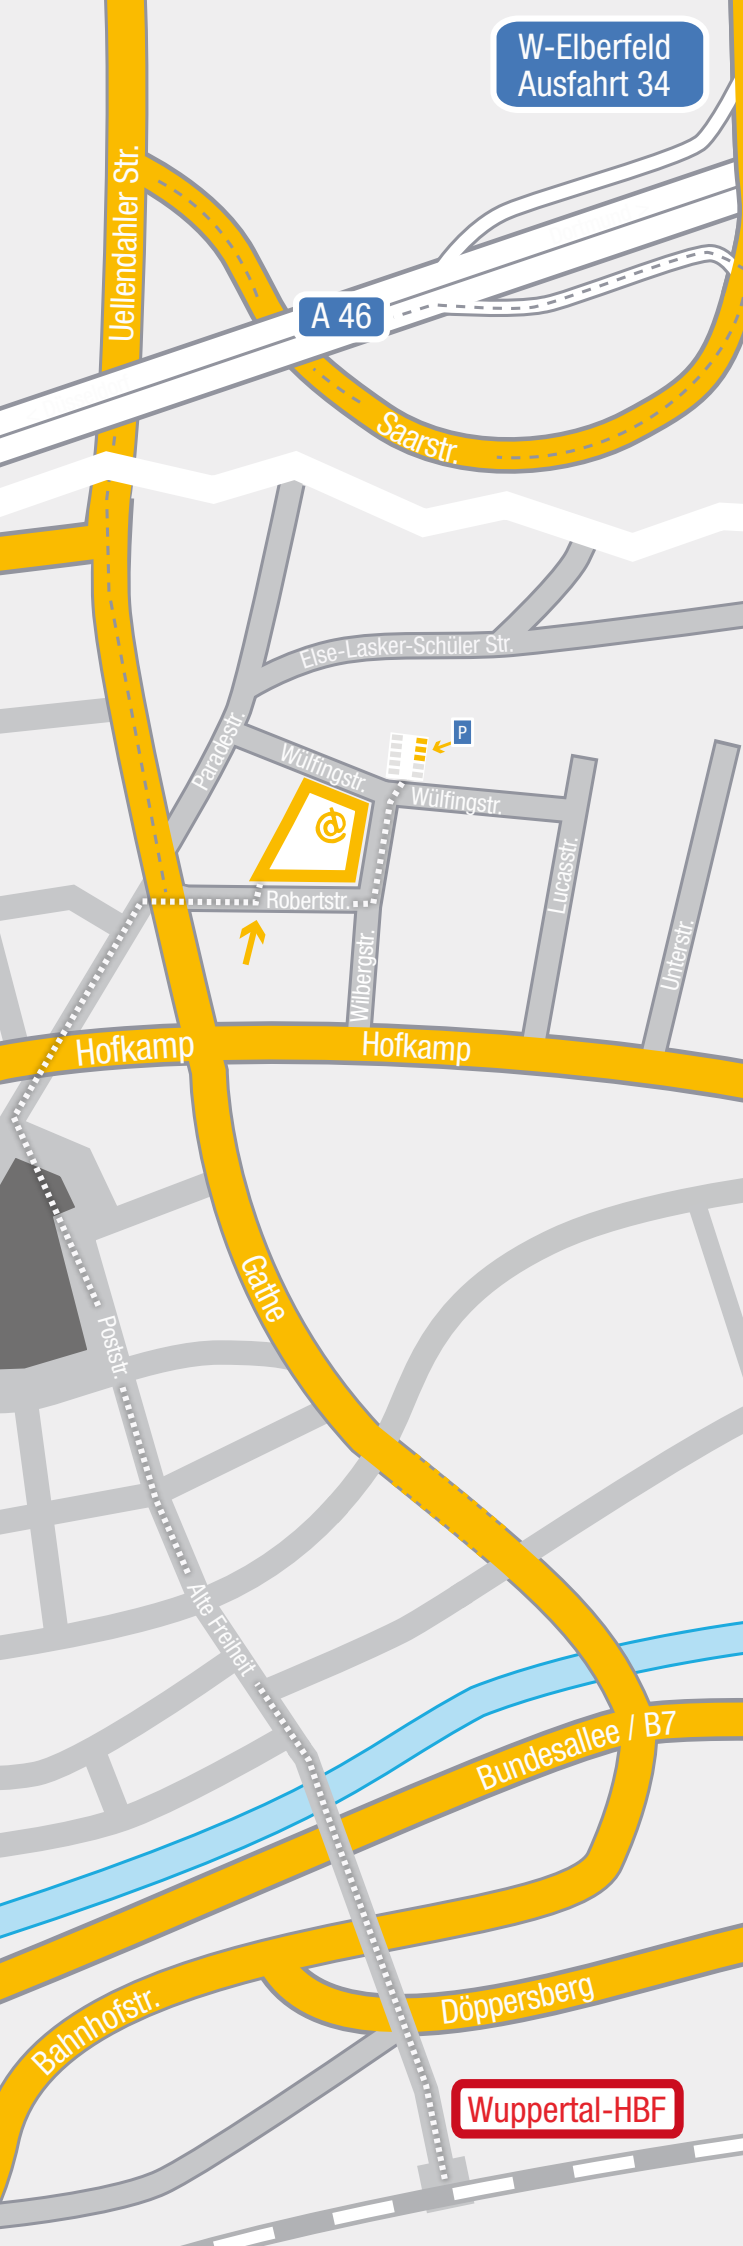 W-Elberfeld
Ausfahrt 34
Uellendahler Str.
A 46
Saarstr.
Else-Lasker-Schüler Str.
Paradestr.
P
Wülfingstr.
Wülfingstr.
@
Lucasstr.
Robertstr.
Unterstr.
Wilbergstr.
Hofkamp
Hofkamp
Gathe
Poststr.
Alte Freiheit
Bundesallee / B7
Bahnhofstr.
Döppersberg
Wuppertal-HBF